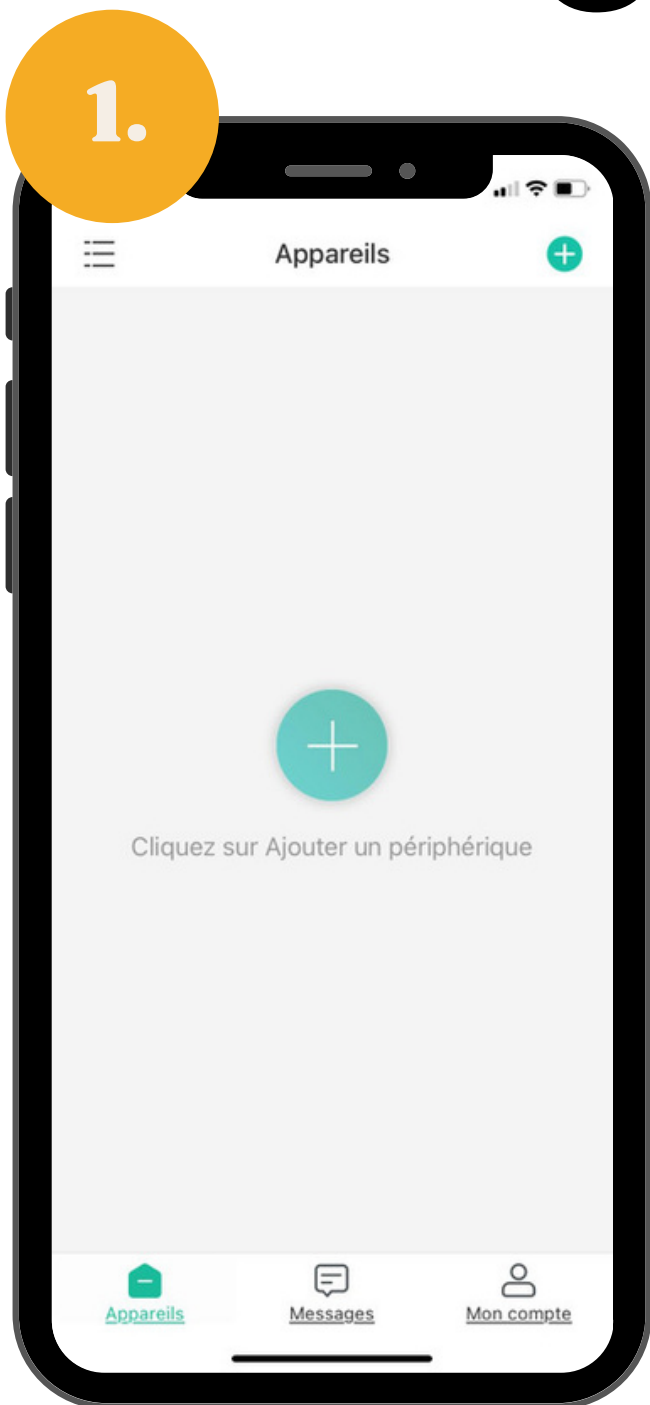 1.
Appareils
Cliquez sur Ajouter un périphérique
Appareils
Messages
Mon compte